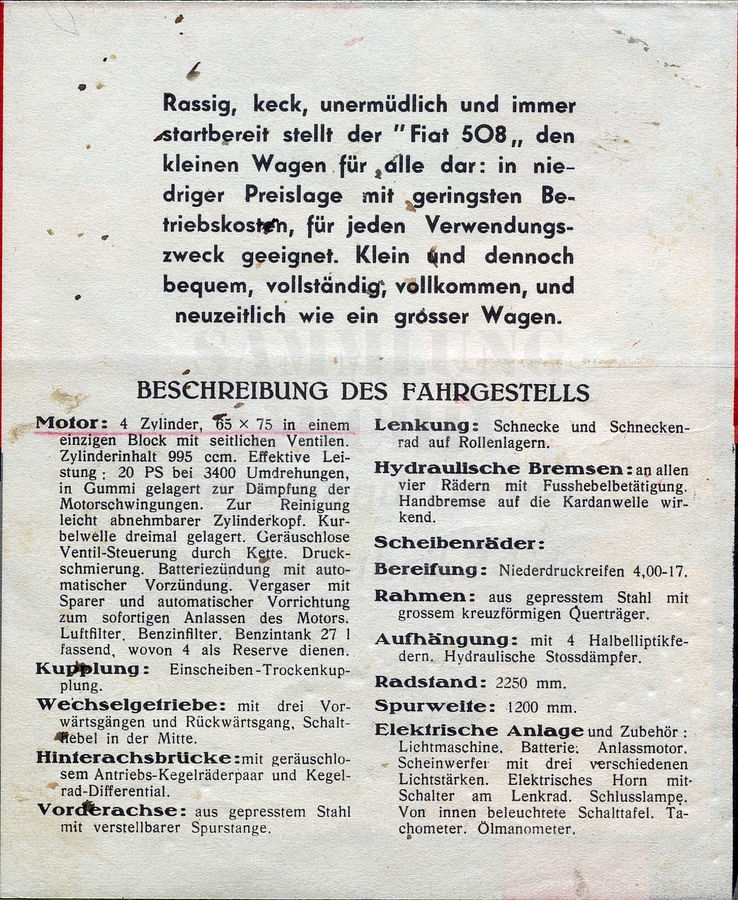 Rassig, keck, unermüdlich und immer
startbereit stellt der "Fiat 508„ den
kleinen Wagen für alle dar: in nie-
driger Preislage mit geringsten Be-
triebskosten, für jeden Verwendungs-
zweck geeignet. Klein und dennoch
bequem, vollständig, vollkommen, und
neuzeitlich wie ein grosser Wagen.
SAMMLUNG
BESCHREIBUNG DES FAHRGESTELLS
Motor: 4 Zylinder, 65 × 75 in einem
einzigen Block mit seitlichen Ventilen.
Zylinderinhalt 995 ccm. Effektive Lei-
stung: 20 PS bei 3400 Umdrehungen,
in Gummi gelagert zur Dämpfung der
Motorschwingungen. Zur Reinigung
leicht abnehmbarer Zylinderkopf. Kur-
belwelle dreimal gelagert. Geräuschlose
Ventil-Steuerung durch Kette. Druck-
schmierung. Batteriezündung mit auto-
matischer Vorzündung. Vergaser mit
Sparer und automatischer Vorrichtung
zum sofortigen Anlassen des Motors.
Luftfilter. Benzinfilter. Benzintank 27 l
fassend, wovon 4 als Reserve dienen.
Kupplung: Einscheiben-Trockenkup-
plung.
Wechselgetriebe: mit drei Vor-
wärtsgängen und Rückwärtsgang, Schalt-
hebel in der Mitte.
Hinterachsbrücke: mit geräuschlo-
sem Antriebs-Kegelräderpaar und Kegel-
rad-Differential.
Vorderachse: aus gepresstem Stahl
mit verstellbarer Spurstange.
Lenkung: Schnecke und Schnecken-
rad auf Rollenlagern.
Hydraulische Bremsen: an allen
vier Rädern mit Fusshebelbetätigung.
Handbremse auf die Kardanwelle wir-
kend.
Scheibenräder:
Bereifung: Niederdruckreifen 4,00-17.
Rahmen: aus gepresstem Stahl mit
grossem kreuzförmigen Querträger.
Aufhängung: mit 4 Halbelliptikfe-
dern. Hydraulische Stossdämpfer.
Radstand: 2250 mm.
Spurweite: 1200 mm.
Elektrische Anlage und Zubehör:
Lichtmaschine. Batterie. Anlassmotor.
Scheinwerfer mit drei verschiedenen
Lichtstärken. Elektrisches Horn mit
Schalter am Lenkrad. Schlusslampe.
Von innen beleuchtete Schalttafel. Ta-
chometer. Ölmanometer.